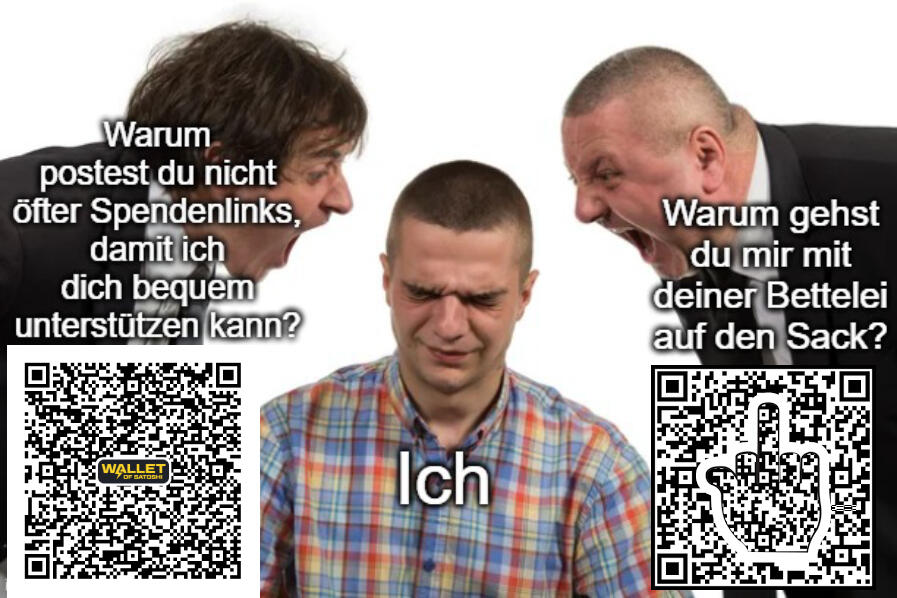 Warum
postest du nicht
öfter Spendenlinks,
damit ich
dich bequem
unterstützen kann?
Warum gehst
du mir mit
deiner Bettelei
auf den Sack?
Ich
WALLET
OF SATOSHI